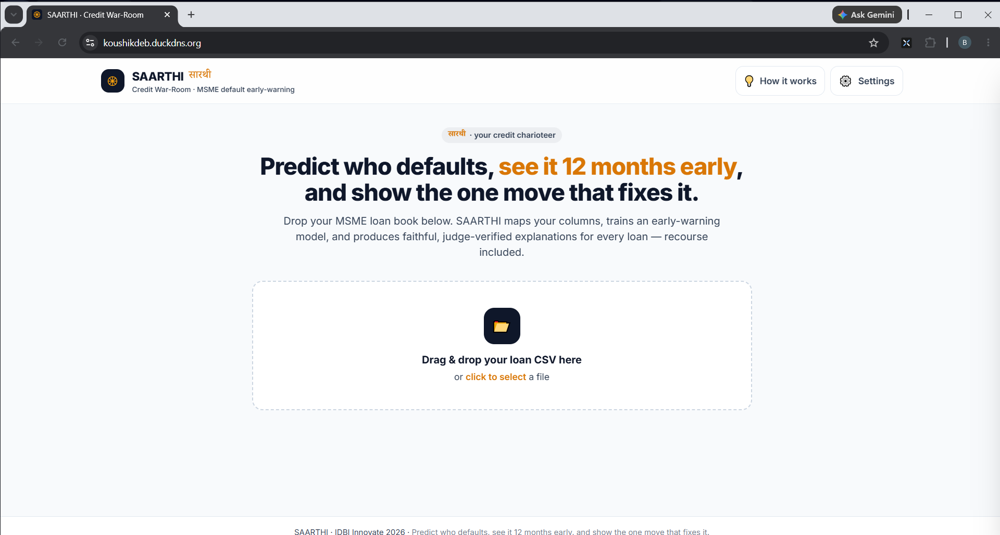 SAARTHI · Credit War-Room
Ask Gemini
koushikdeb.duckdns.org
B
SAARTHI सारथी
Credit War-Room · MSME default early-warning
How it works
Settings
सारथी · your credit charioteer
Predict who defaults, see it 12 months early,
and show the one move that fixes it.
Drop your MSME loan book below. SAARTHI maps your columns, trains an early-warning
model, and produces faithful, judge-verified explanations for every loan — recourse
included.
Drag & drop your loan CSV here
or click to select a file
SAARTHI · IDBI Innovate 2026 · Predict who defaults, see it 12 months early, and show the one move that fixes it.